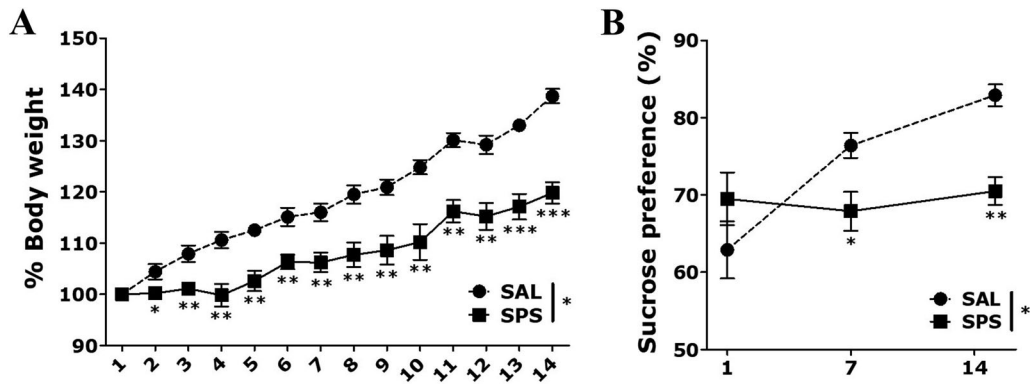 A
% Body weight
150
140
130
120
110
100
90
* ** ** ** ** ** ** ** ** ** ** *** ***
SAL
SPS
*
1 2 3 4 5 6 7 8 9 10 11 12 13 14
B
Sucrose preference (%)
90
80
70
60
50
* **
SAL
SPS
*
1 7 14